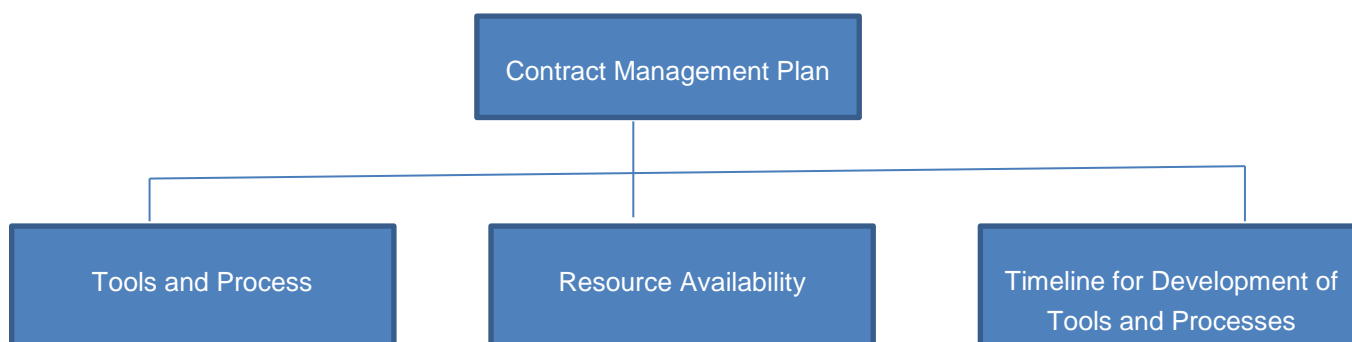 Contract Management Plan
Tools and Process
Resource Availability
Timeline for Development of
Tools and Processes